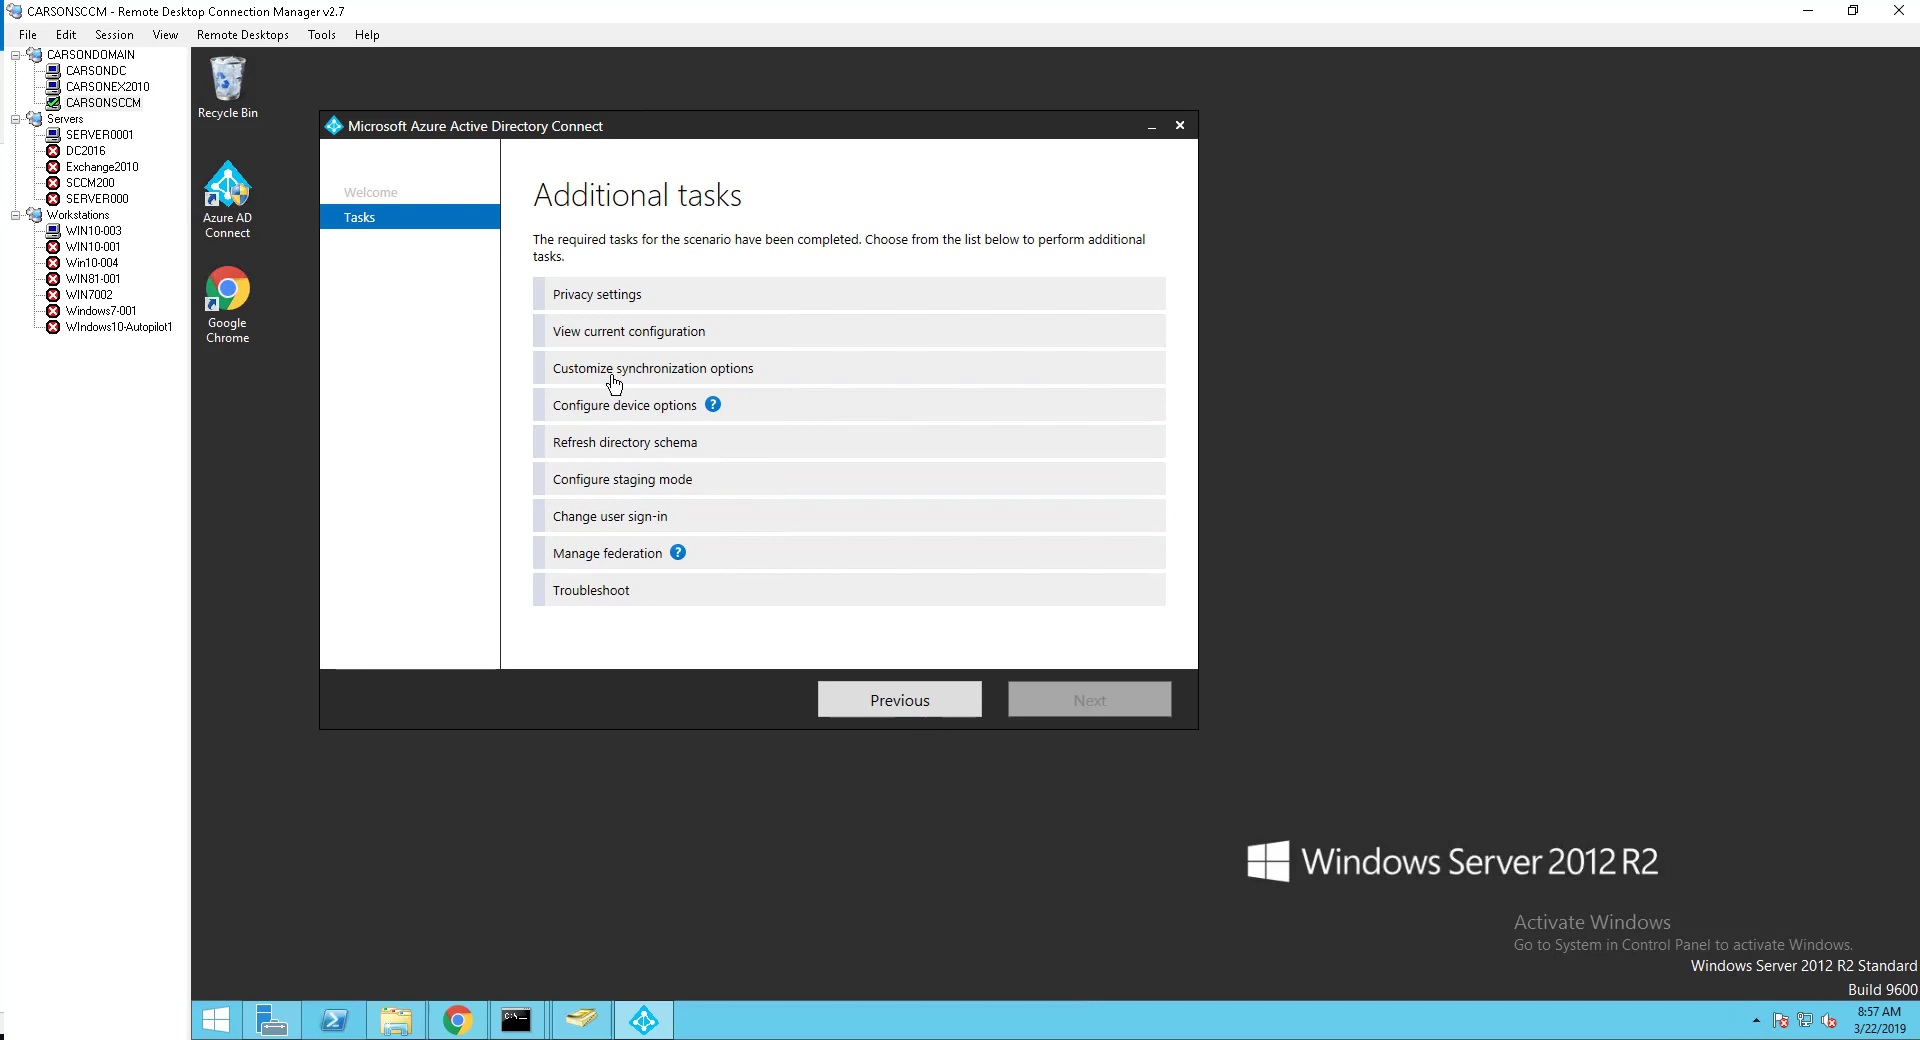 CARSONSCCM - Remote Desktop Connection Manager v2.7
File Edit Session View Remote Desktops Tools Help
CARSONDOMAIN
CARSONDC
CARSONEX2010
CARSONSCCM
Servers
SERVER0001
DC2016
Exchange2010
SCCM200
SERVER000
Workstations
WIN10-003
WIN10-001
Win10-004
WIN81-001
WIN7002
Windows7-001
WIndows10-Autopilot1
Recycle Bin
Azure AD
Connect
Google
Chrome
Microsoft Azure Active Directory Connect
Welcome
Tasks
Additional tasks
The required tasks for the scenario have been completed. Choose from the list below to perform additional
tasks.
Privacy settings
View current configuration
Customize synchronization options
Configure device options ?
Refresh directory schema
Configure staging mode
Change user sign-in
Manage federation ?
Troubleshoot
Previous Next
Windows Server 2012 R2
Activate Windows
Go to System in Control Panel to activate Windows.
Windows Server 2012 R2 Standard
Build 9600
C:\_
8:57 AM
3/22/2019